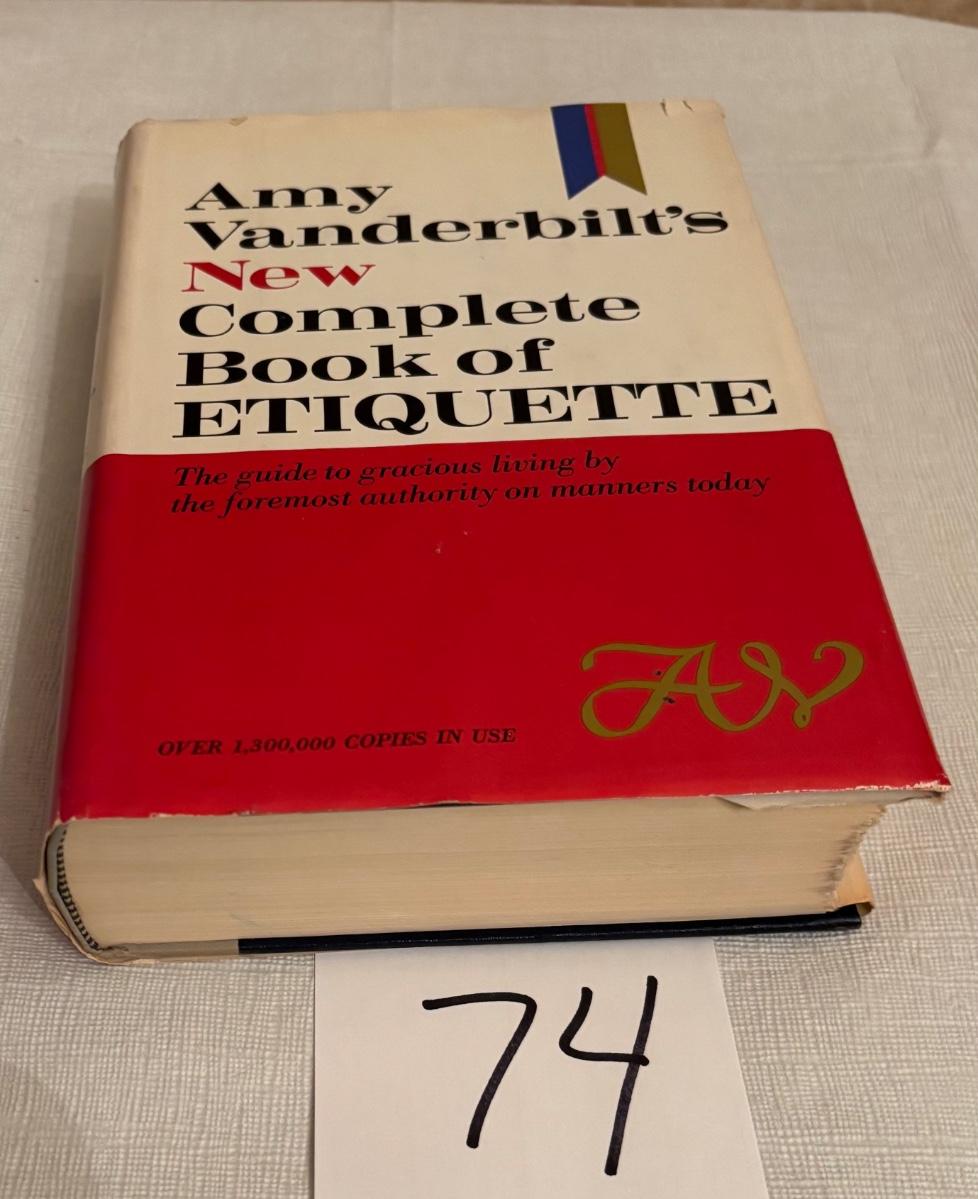 Amy
Vanderbilt's
New
Complete
Book of
ETIQUETTE
The guide to gracious living by
the foremost authority on manners today
AV
OVER 1,300,000 COPIES IN USE
74